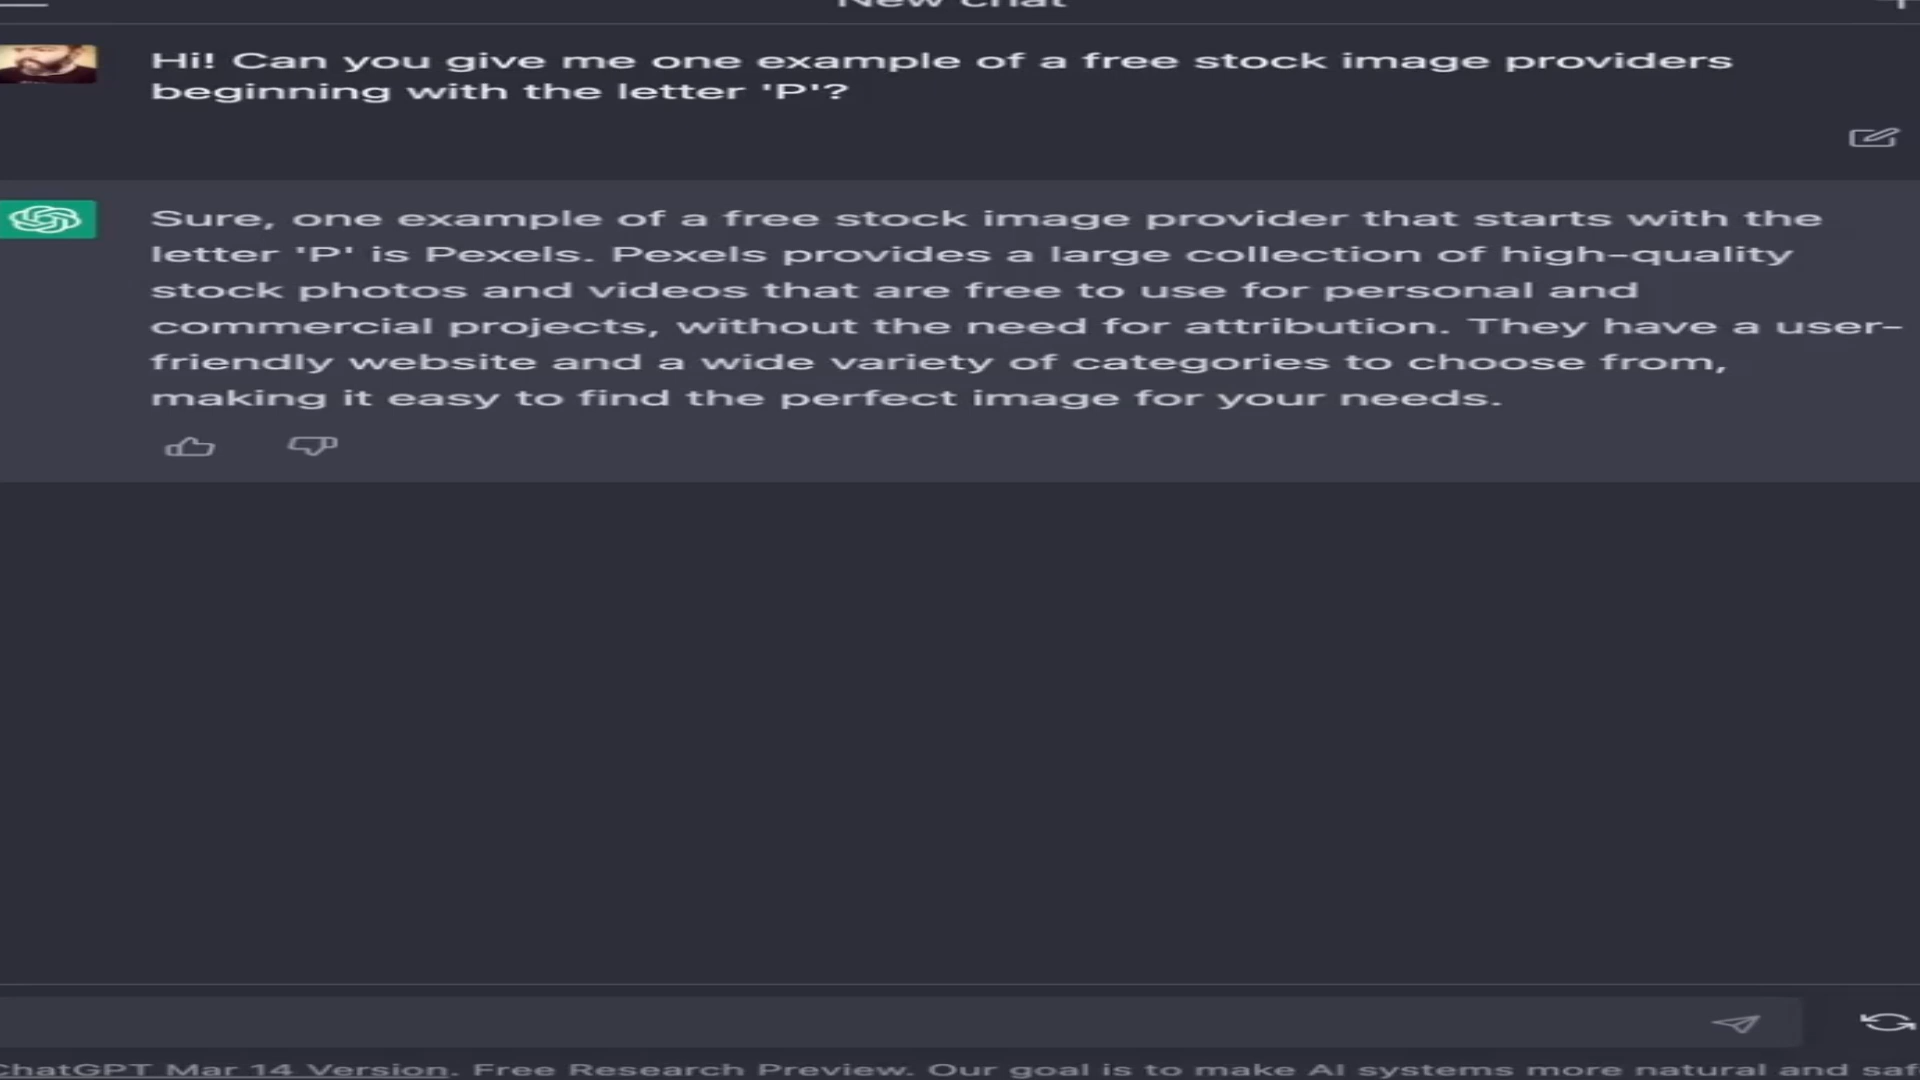 New chat
Hi! Can you give me one example of a free stock image providers
beginning with the letter 'P'?
Sure, one example of a free stock image provider that starts with the
letter 'P' is Pexels. Pexels provides a large collection of high-quality
stock photos and videos that are free to use for personal and
commercial projects, without the need for attribution. They have a user-
friendly website and a wide variety of categories to choose from,
making it easy to find the perfect image for your needs.
ChatGPT Mar 14 Version. Free Research Preview. Our goal is to make AI systems more natural and saf